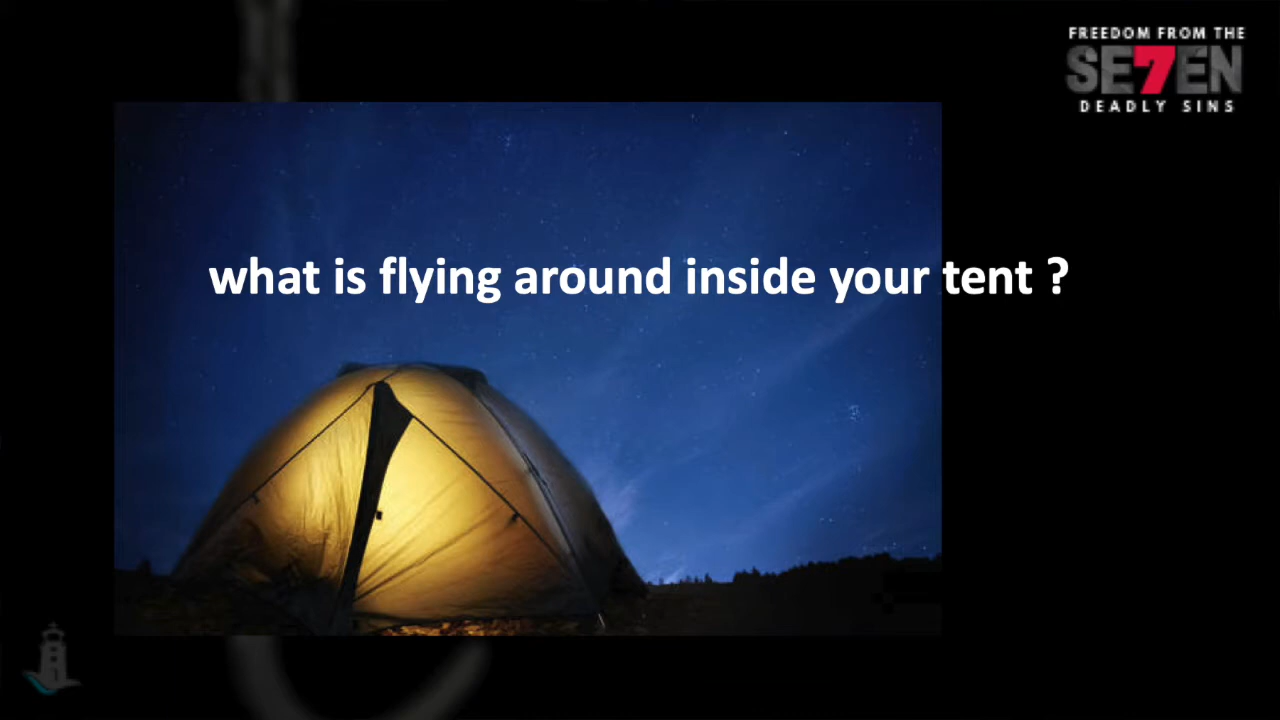 FREEDOM FROM THE
SE7EN
DEADLY SINS
what is flying around inside your tent ?